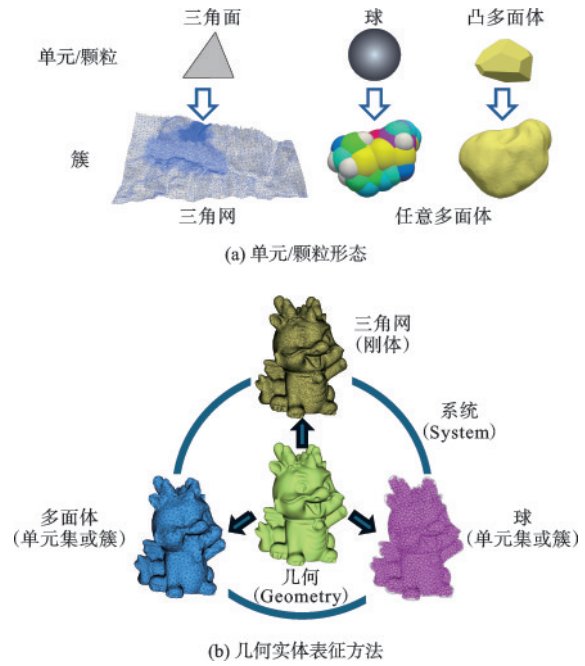 三角面
球
凸多面体
单元/颗粒
簇
三角网
任意多面体
(a) 单元/颗粒形态
三角网
(刚体)
系统
(System)
多面体
(单元集或簇)
球
(单元集或簇)
几何
(Geometry)
(b) 几何实体表征方法